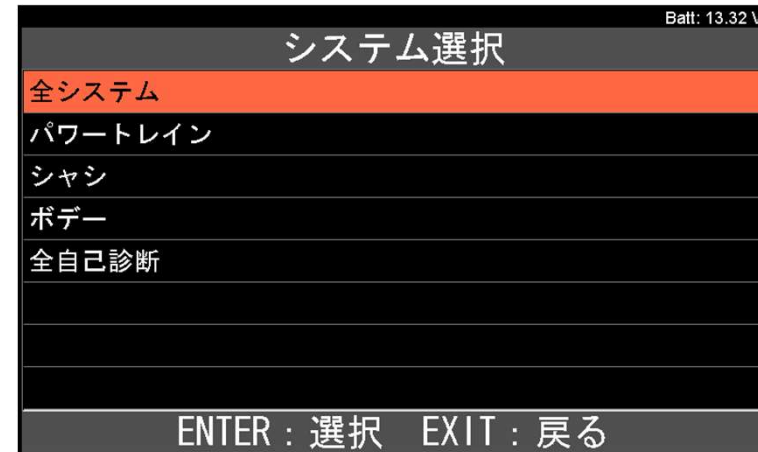 Batt: 13.32 V
システム選択
全システム
パワートレイン
シャシ
ボデー
全自己診断
ENTER：選択　EXIT：戻る